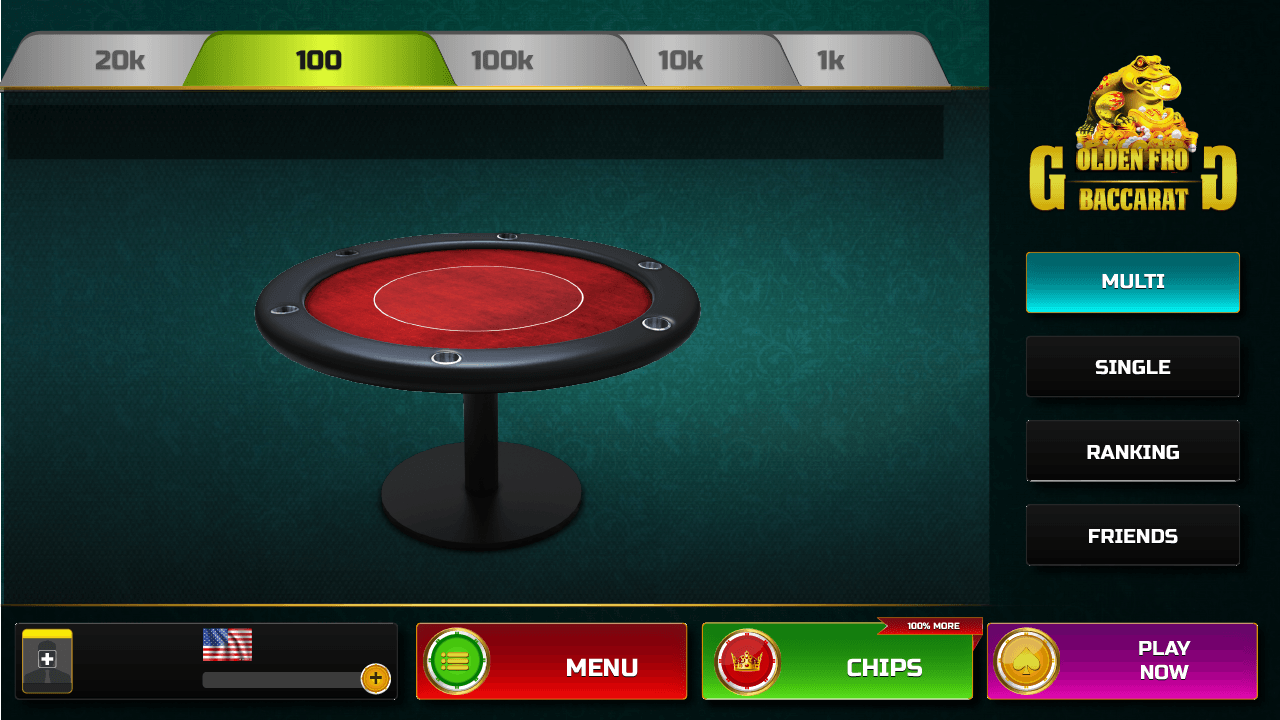 20k
100
100k
10k
1k
GOLDEN FROG
BACCARAT
MULTI
SINGLE
RANKING
FRIENDS
MENU
100% MORE
CHIPS
PLAY
NOW